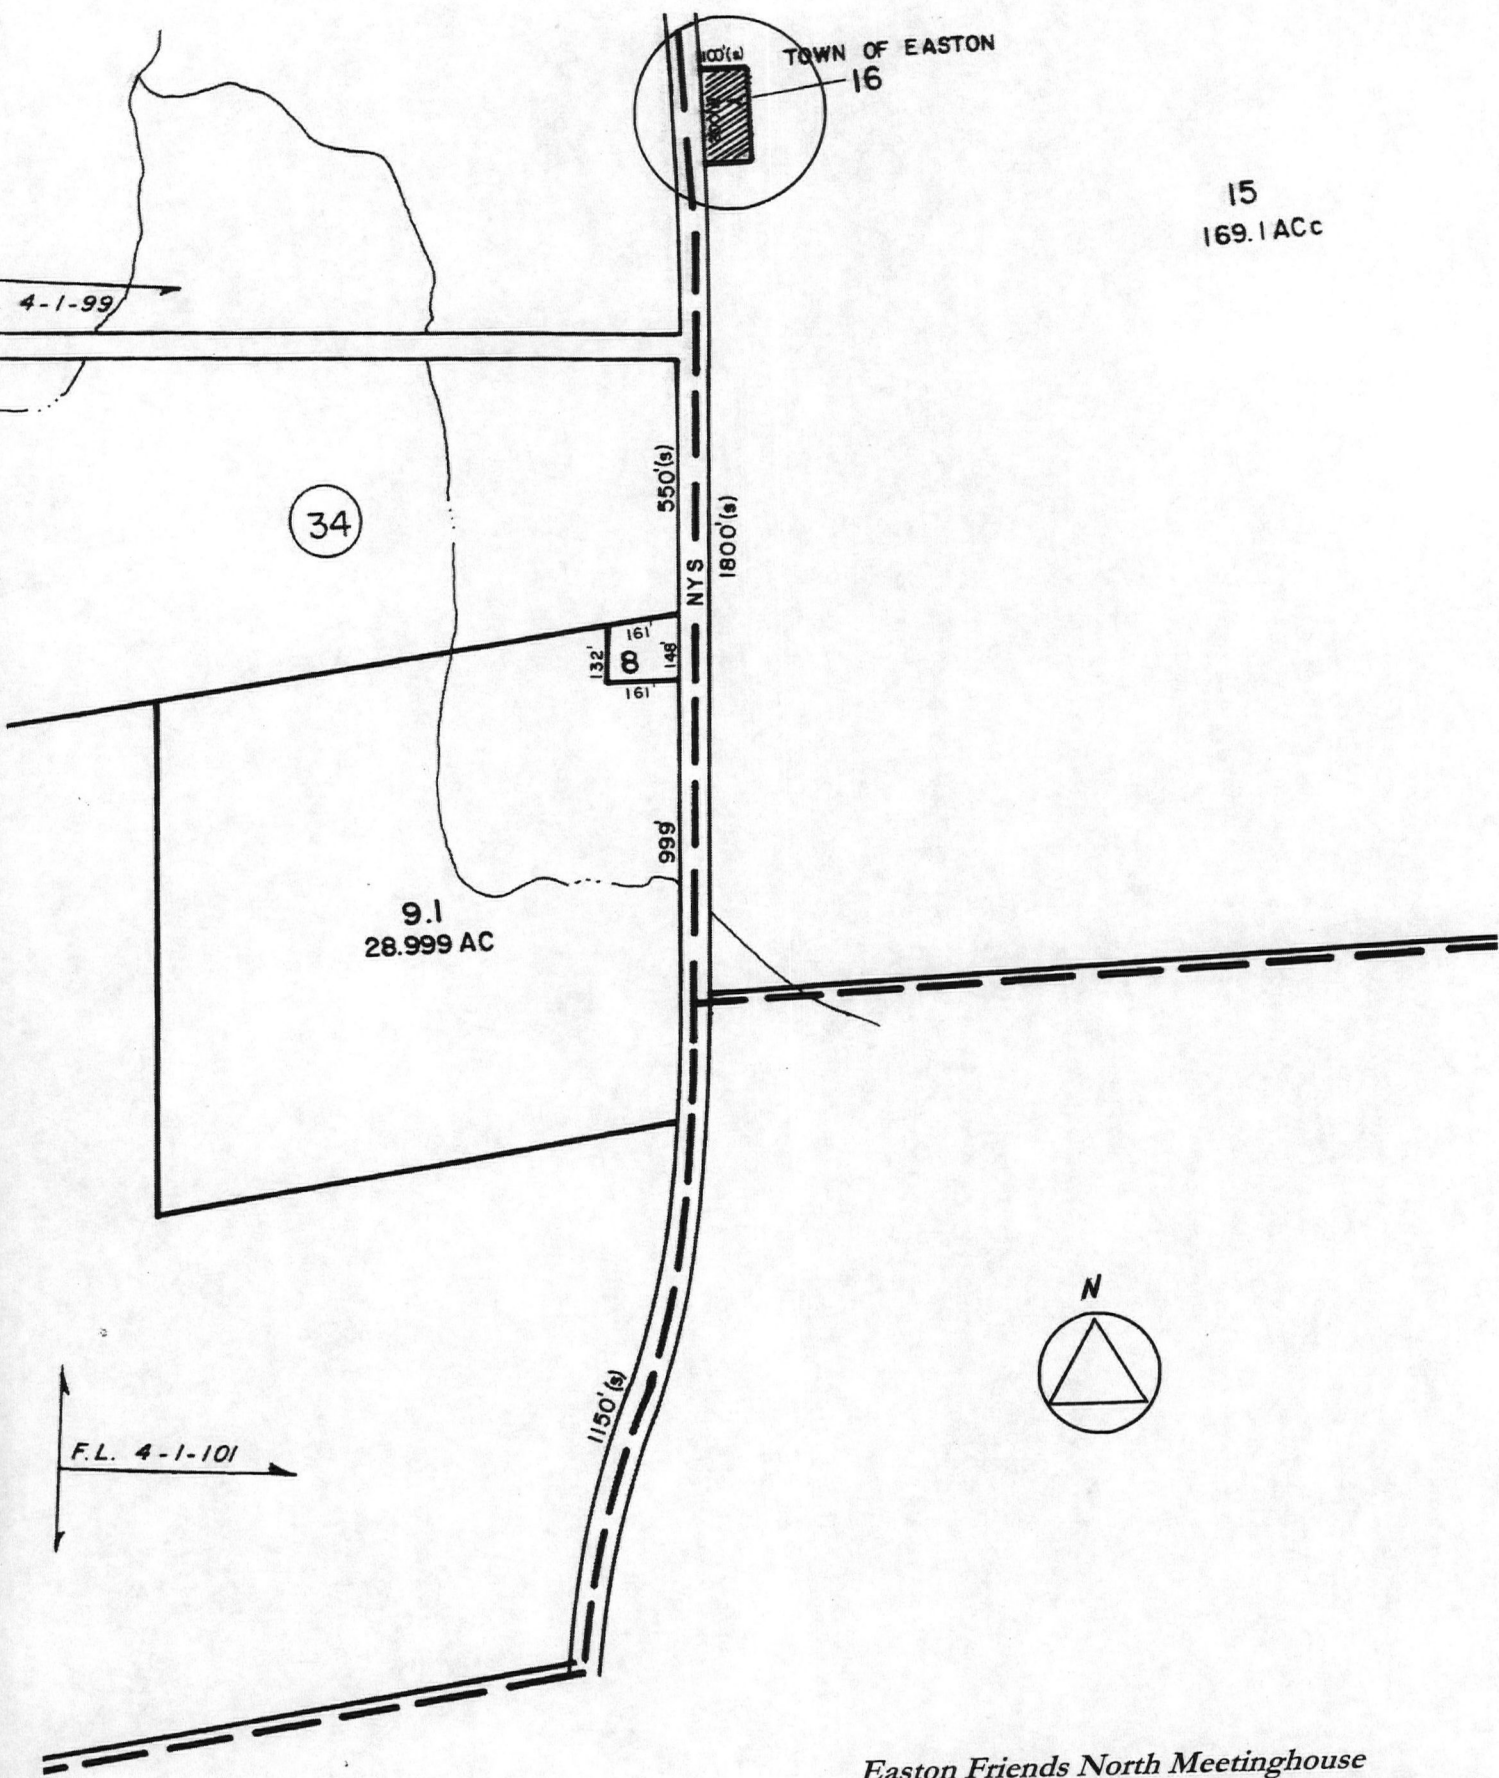 100'(s)
TOWN OF EASTON
16
15
169.1 ACc
4-1-99
34
550'(s)
1800'(s)
NYS
161'
132'
8
148'
161'
999'
9.1
28.999 AC
N
1150'(s)
F.L. 4-1-101
Easton Friends North Meetinghouse